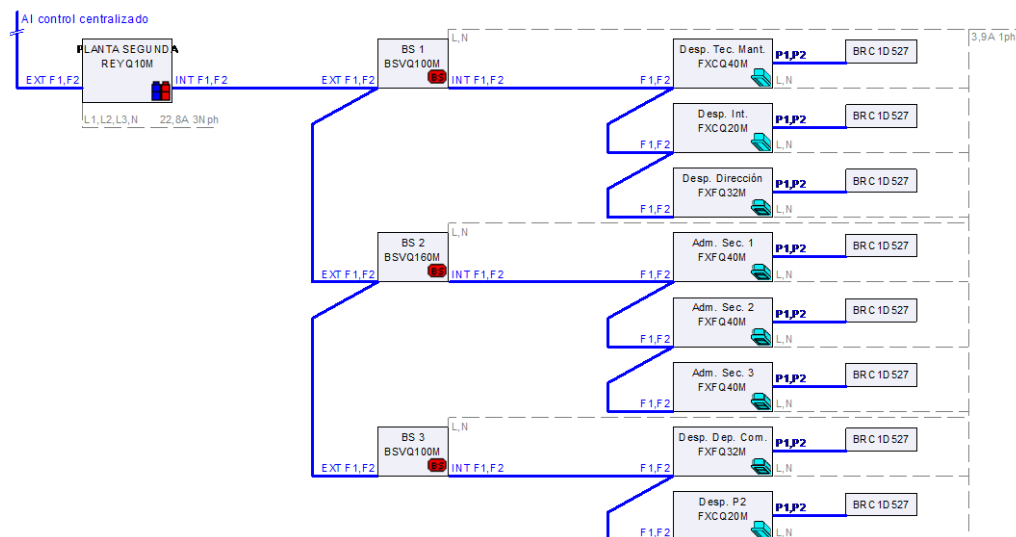 Al control centralizado
PLANTA SEGUNDA
REYQ10M
EXT F1,F2
INT F1,F2
L1,L2,L3,N 22,8A 3Nph
BS 1
BSVQ100M
BS
L,N
EXT F1,F2
INT F1,F2
3,9A 1ph
Desp. Tec. Mant.
FXCQ40M
F1,F2
P1,P2
BRC1D527
L,N
Desp. Int.
FXCQ20M
F1,F2
P1,P2
BRC1D527
L,N
Desp. Dirección
FXFQ32M
F1,F2
P1,P2
BRC1D527
L,N
BS 2
BSVQ160M
BS
L,N
EXT F1,F2
INT F1,F2
Adm. Sec. 1
FXFQ40M
F1,F2
P1,P2
BRC1D527
L,N
Adm. Sec. 2
FXFQ40M
F1,F2
P1,P2
BRC1D527
L,N
Adm. Sec. 3
FXFQ40M
F1,F2
P1,P2
BRC1D527
L,N
BS 3
BSVQ100M
BS
L,N
EXT F1,F2
INT F1,F2
Desp. Dep. Com.
FXFQ32M
F1,F2
P1,P2
BRC1D527
L,N
Desp. P2
FXCQ20M
F1,F2
P1,P2
BRC1D527
L,N